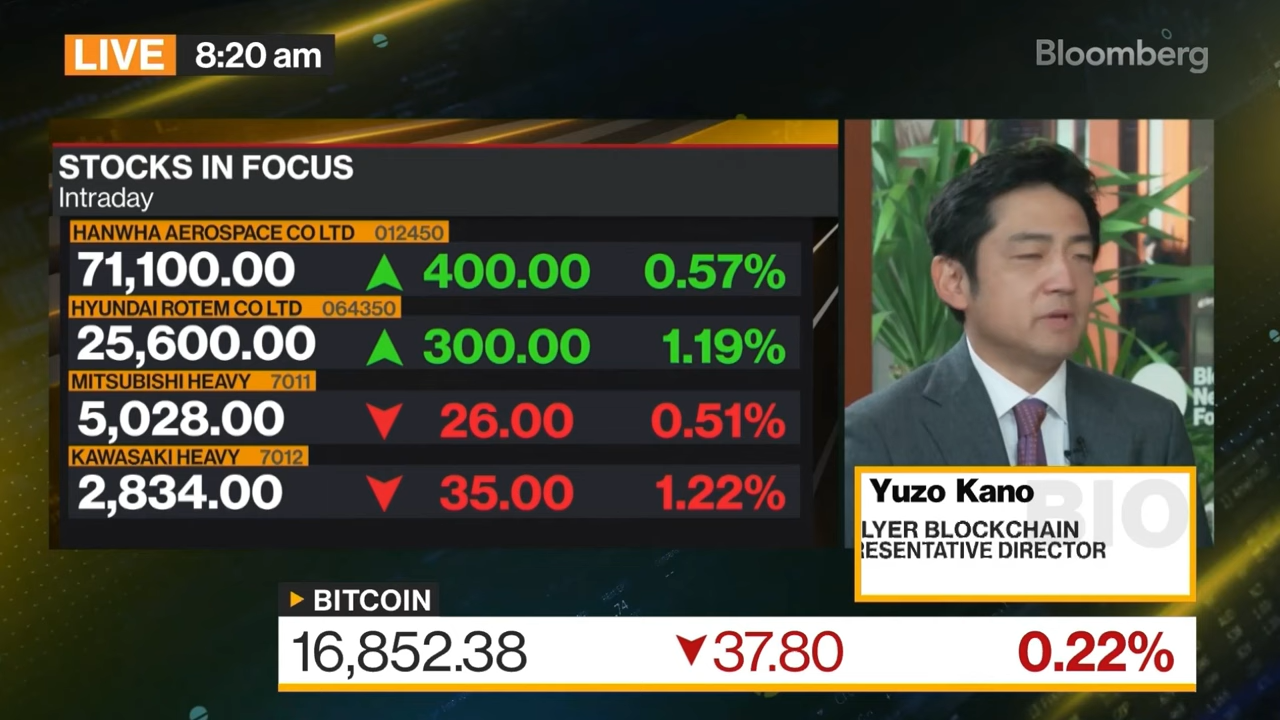 LIVE 8:20 am
Bloomberg
STOCKS IN FOCUS
Intraday
HANWHA AEROSPACE CO LTD 012450
71,100.00 ▲ 400.00 0.57%
HYUNDAI ROTEM CO LTD 064350
25,600.00 ▲ 300.00 1.19%
MITSUBISHI HEAVY 7011
5,028.00 ▼ 26.00 0.51%
KAWASAKI HEAVY 7012
2,834.00 ▼ 35.00 1.22%
Yuzo Kano
LYER BLOCKCHAIN
RESENTATIVE DIRECTOR
BIO
BITCOIN
16,852.38 ▼37.80 0.22%